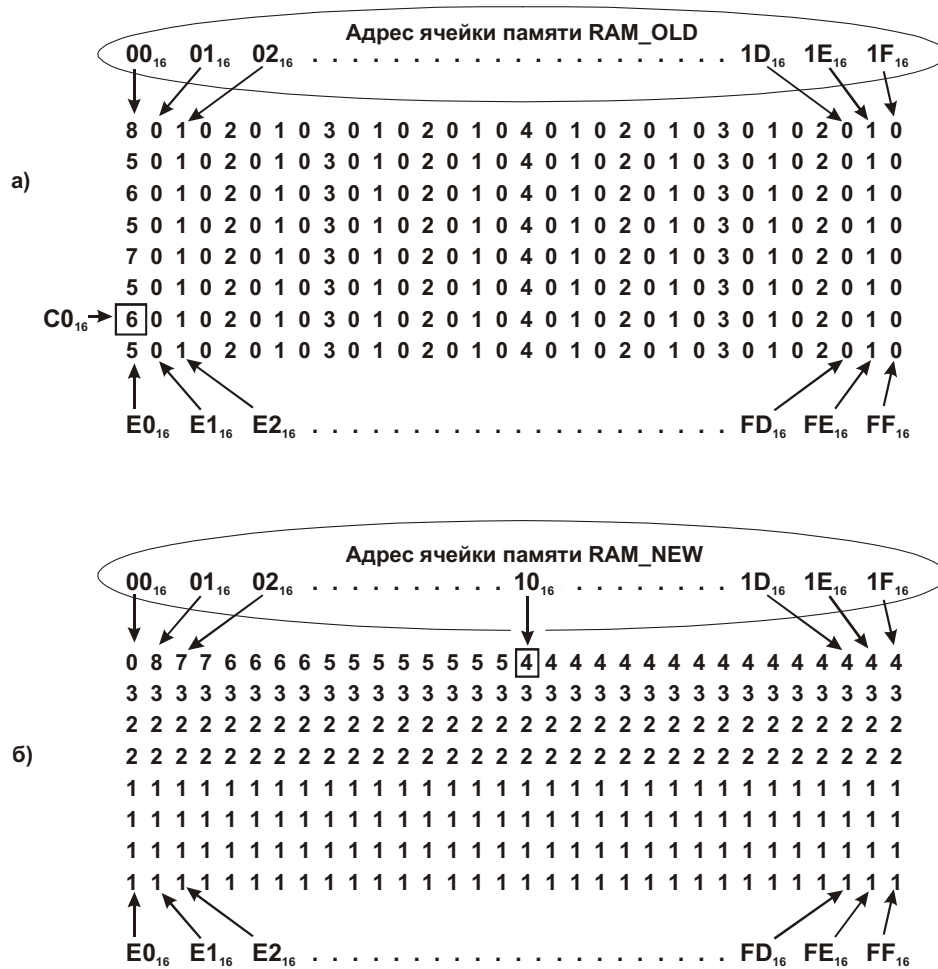 Адрес ячейки памяти RAM_OLD
00₁₆ 01₁₆ 02₁₆ . . . . . . . . . . . . . . . . . . . . . . . 1D₁₆ 1E₁₆ 1F₁₆
8 0 1 0 2 0 1 0 3 0 1 0 2 0 1 0 4 0 1 0 2 0 1 0 3 0 1 0 2 0 1 0
5 0 1 0 2 0 1 0 3 0 1 0 2 0 1 0 4 0 1 0 2 0 1 0 3 0 1 0 2 0 1 0
а)
6 0 1 0 2 0 1 0 3 0 1 0 2 0 1 0 4 0 1 0 2 0 1 0 3 0 1 0 2 0 1 0
5 0 1 0 2 0 1 0 3 0 1 0 2 0 1 0 4 0 1 0 2 0 1 0 3 0 1 0 2 0 1 0
7 0 1 0 2 0 1 0 3 0 1 0 2 0 1 0 4 0 1 0 2 0 1 0 3 0 1 0 2 0 1 0
5 0 1 0 2 0 1 0 3 0 1 0 2 0 1 0 4 0 1 0 2 0 1 0 3 0 1 0 2 0 1 0
C0₁₆ 6 0 1 0 2 0 1 0 3 0 1 0 2 0 1 0 4 0 1 0 2 0 1 0 3 0 1 0 2 0 1 0
5 0 1 0 2 0 1 0 3 0 1 0 2 0 1 0 4 0 1 0 2 0 1 0 3 0 1 0 2 0 1 0
E0₁₆ E1₁₆ E2₁₆ . . . . . . . . . . . . . . . . . . . . . . . FD₁₆ FE₁₆ FF₁₆
Адрес ячейки памяти RAM_NEW
00₁₆ 01₁₆ 02₁₆ . . . . . . . . . . . 10₁₆ . . . . . . . . . 1D₁₆ 1E₁₆ 1F₁₆
0 8 7 7 6 6 6 6 5 5 5 5 5 5 5 5 4 4 4 4 4 4 4 4 4 4 4 4 4 4 4 4
3 3 3 3 3 3 3 3 3 3 3 3 3 3 3 3 3 3 3 3 3 3 3 3 3 3 3 3 3 3 3 3
2 2 2 2 2 2 2 2 2 2 2 2 2 2 2 2 2 2 2 2 2 2 2 2 2 2 2 2 2 2 2 2
б)
2 2 2 2 2 2 2 2 2 2 2 2 2 2 2 2 2 2 2 2 2 2 2 2 2 2 2 2 2 2 2 2
1 1 1 1 1 1 1 1 1 1 1 1 1 1 1 1 1 1 1 1 1 1 1 1 1 1 1 1 1 1 1 1
1 1 1 1 1 1 1 1 1 1 1 1 1 1 1 1 1 1 1 1 1 1 1 1 1 1 1 1 1 1 1 1
1 1 1 1 1 1 1 1 1 1 1 1 1 1 1 1 1 1 1 1 1 1 1 1 1 1 1 1 1 1 1 1
1 1 1 1 1 1 1 1 1 1 1 1 1 1 1 1 1 1 1 1 1 1 1 1 1 1 1 1 1 1 1 1
E0₁₆ E1₁₆ E2₁₆ . . . . . . . . . . . . . . . . . . . . . . . FD₁₆ FE₁₆ FF₁₆